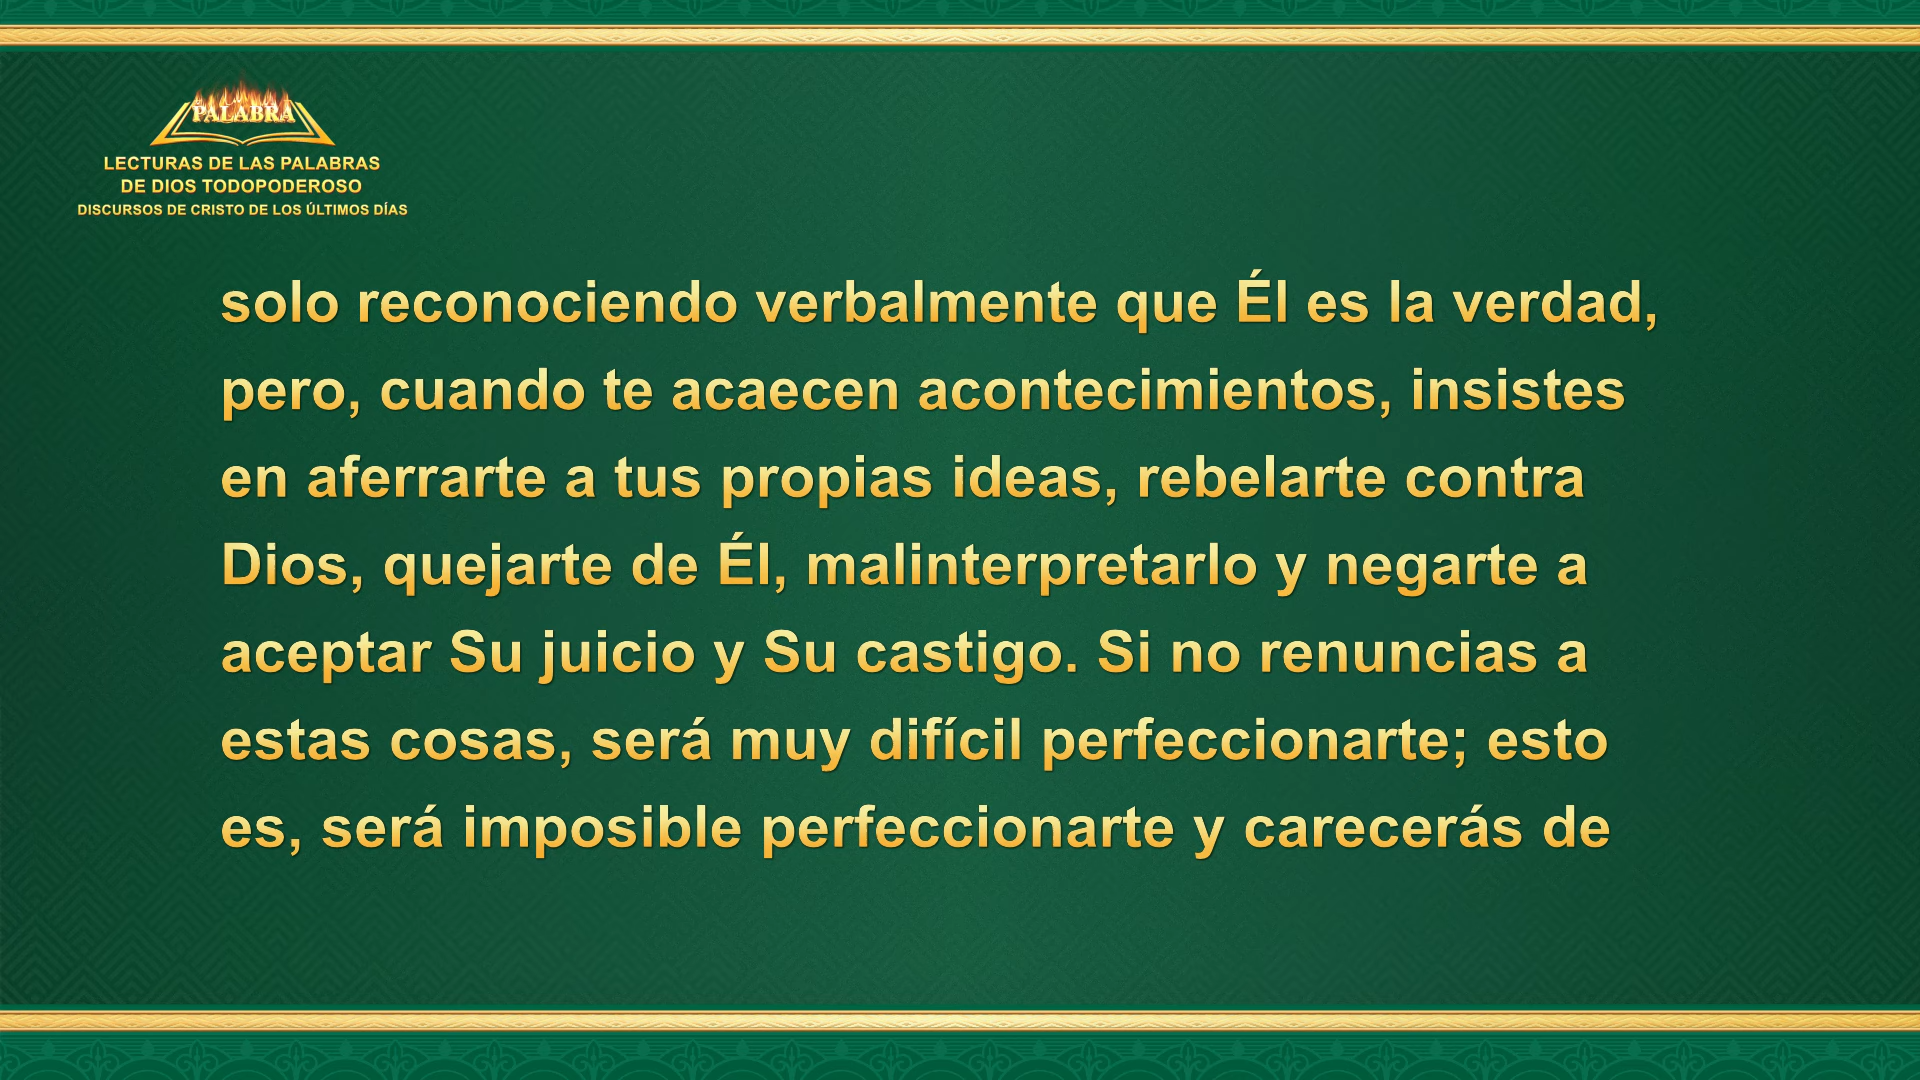 PALABRA
LECTURAS DE LAS PALABRAS
DE DIOS TODOPODEROSO
DISCURSOS DE CRISTO DE LOS ÚLTIMOS DÍAS
solo reconociendo verbalmente que Él es la verdad,
pero, cuando te acaecen acontecimientos, insistes
en aferrarte a tus propias ideas, rebelarte contra
Dios, quejarte de Él, malinterpretarlo y negarte a
aceptar Su juicio y Su castigo. Si no renuncias a
estas cosas, será muy difícil perfeccionarte; esto
es, será imposible perfeccionarte y carecerás de